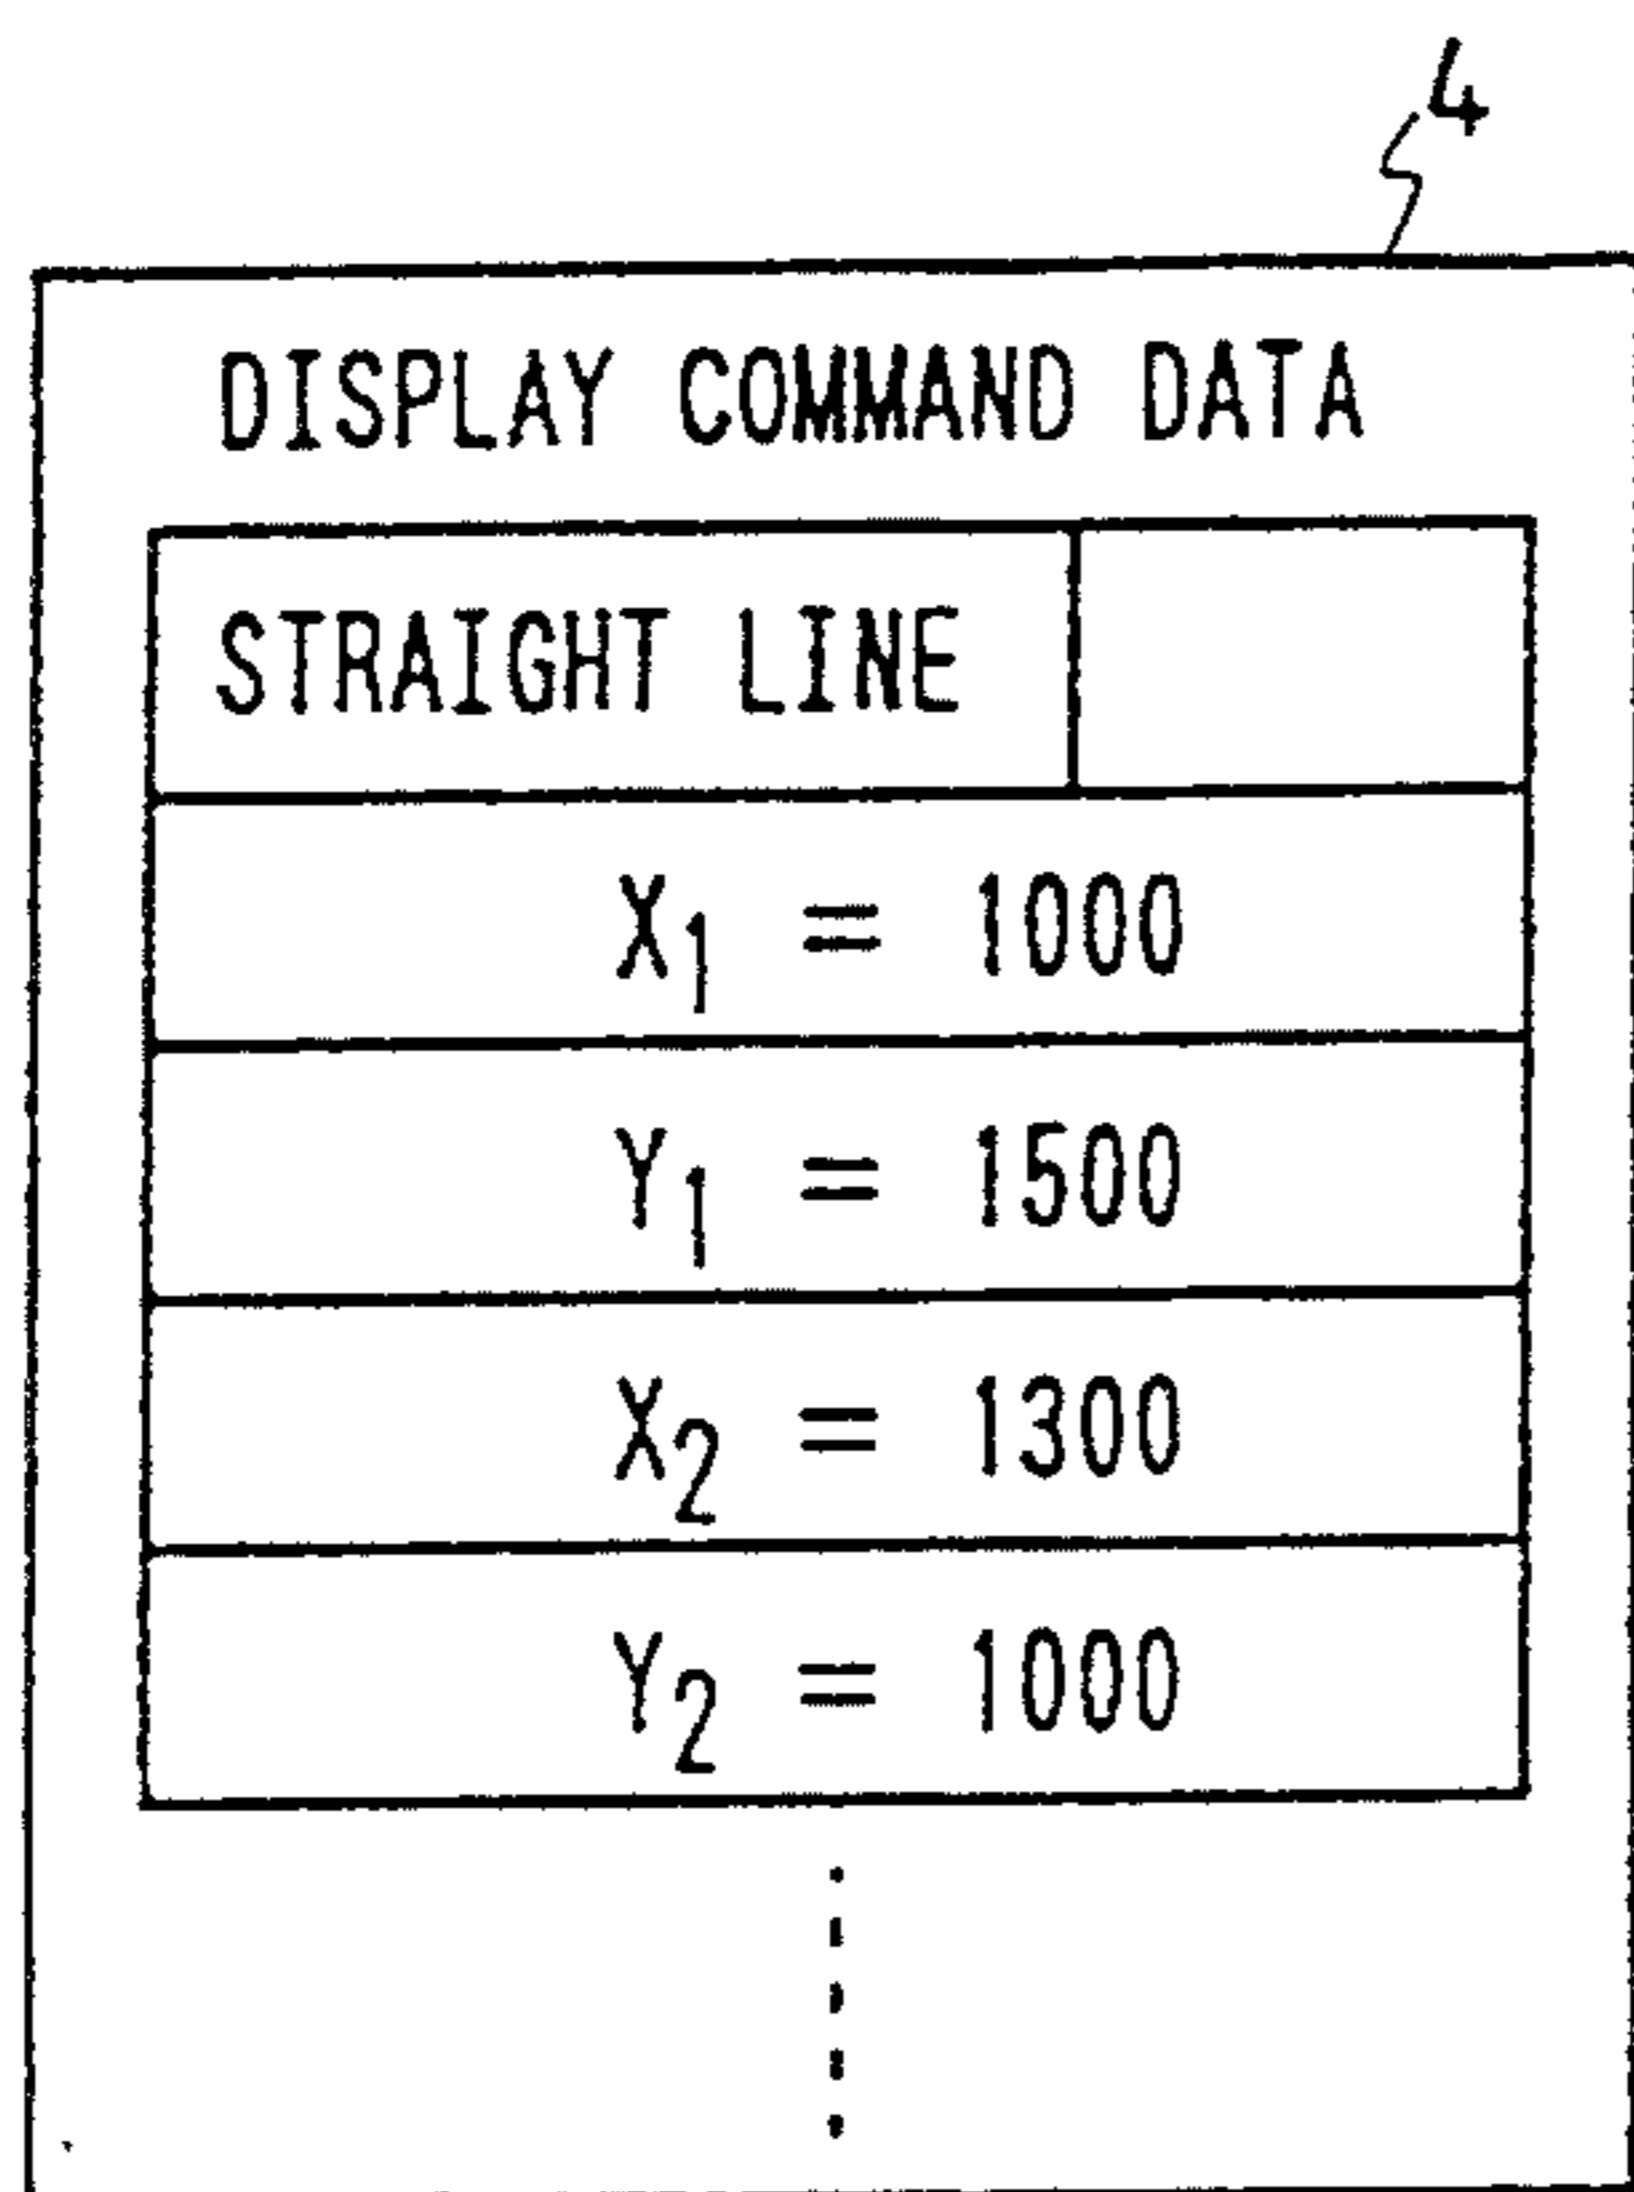 4
DISPLAY COMMAND DATA
STRAIGHT LINE
X₁ = 1000
Y₁ = 1500
X₂ = 1300
Y₂ = 1000